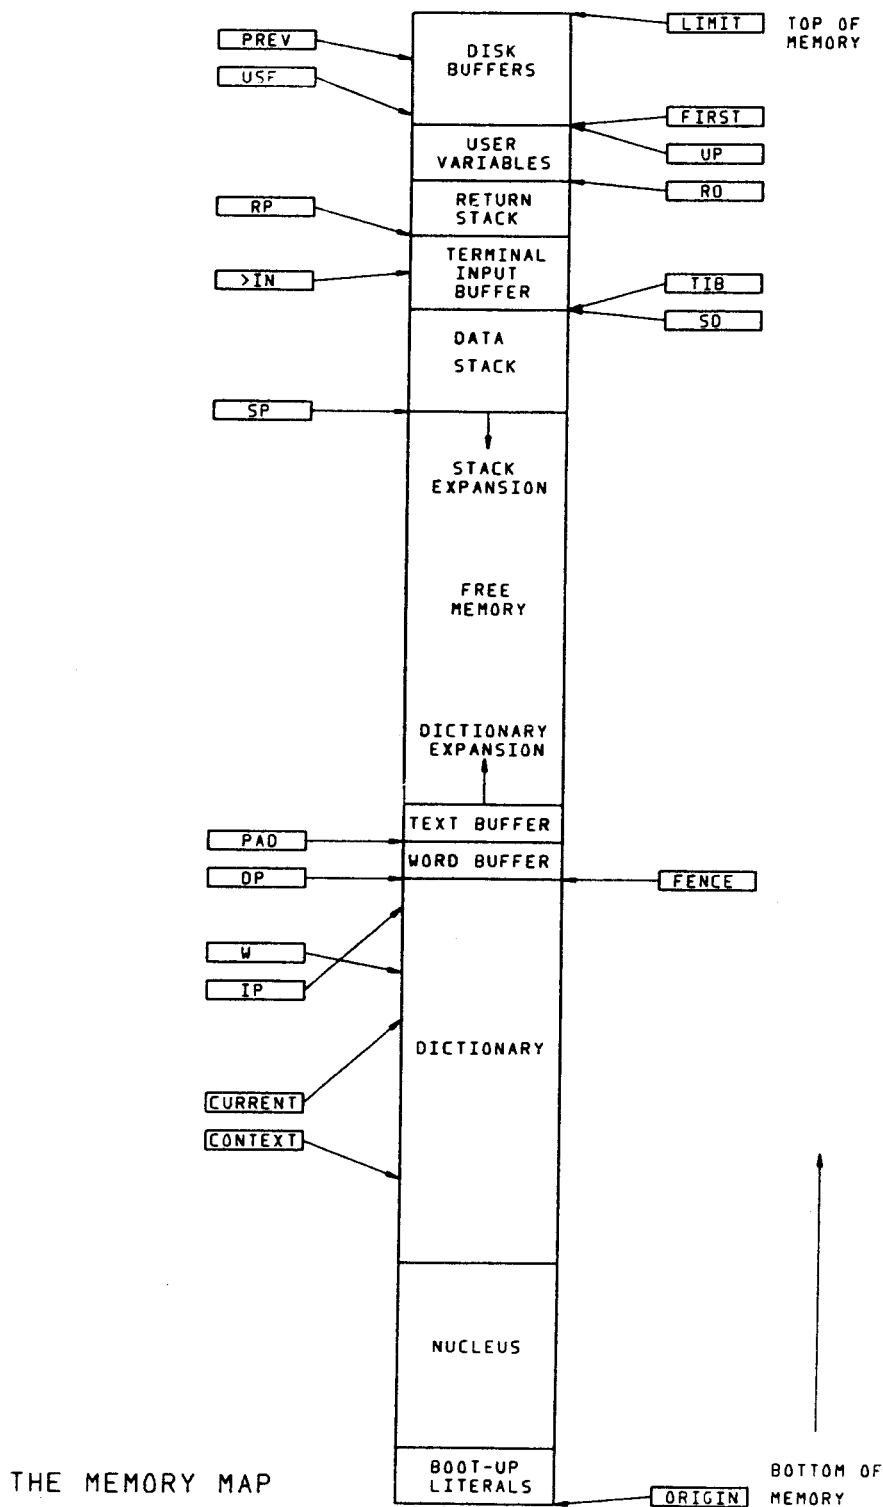 LIMIT
TOP OF
MEMORY
PREV
DISK
BUFFERS
USE
FIRST
USER
VARIABLES
UP
R0
RP
RETURN
STACK
TERMINAL
INPUT
BUFFER
>IN
TIB
S0
DATA
STACK
SP
STACK
EXPANSION
FREE
MEMORY
DICTIONARY
EXPANSION
TEXT BUFFER
PAD
WORD BUFFER
DP
FENCE
W
IP
DICTIONARY
CURRENT
CONTEXT
NUCLEUS
BOOT-UP
LITERALS
ORIGIN
BOTTOM OF
MEMORY
THE MEMORY MAP